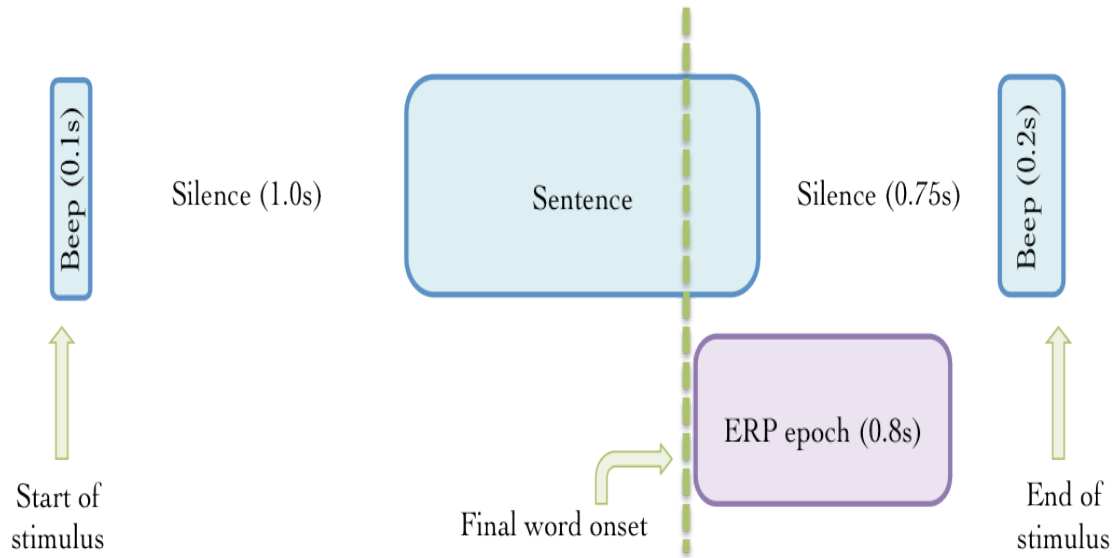 Beep (0.1s)
Silence (1.0s)
Sentence
Silence (0.75s)
Beep (0.2s)
ERP epoch (0.8s)
Start of
stimulus
Final word onset
End of
stimulus